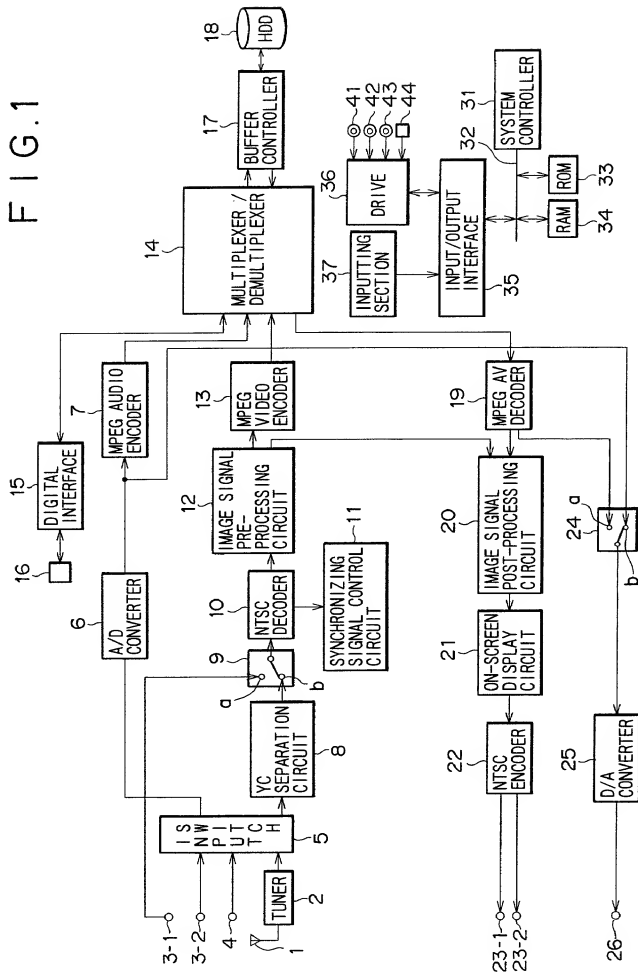 FIG.1
18
HDD
17
BUFFER
CONTROLLER
14
MULTIPLEXER/
DEMULTIPLEXER
41
42
43
44
36
DRIVE
37
INPUTTING
SECTION
35
INPUT/OUTPUT
INTERFACE
31
SYSTEM
CONTROLLER
32
33
ROM
34
RAM
15
DIGITAL
INTERFACE
16
7
MPEG AUDIO
ENCODER
6
A/D
CONVERTER
13
MPEG
VIDEO
ENCODER
12
IMAGE SIGNAL
PRE-
PROCESSING
CIRCUIT
11
SYNCHRONIZING
SIGNAL CONTROL
CIRCUIT
10
NTSC
DECODER
9
a
b
8
YC
SEPARATION
CIRCUIT
5
INPUT
SWITCH
3-1
3-2
4
2
TUNER
1
19
MPEG AV
DECODER
20
IMAGE SIGNAL
POST-PROCESSING
CIRCUIT
21
ON-SCREEN
DISPLAY
CIRCUIT
22
NTSC
ENCODER
23-1
23-2
24
a
b
25
D/A
CONVERTER
26